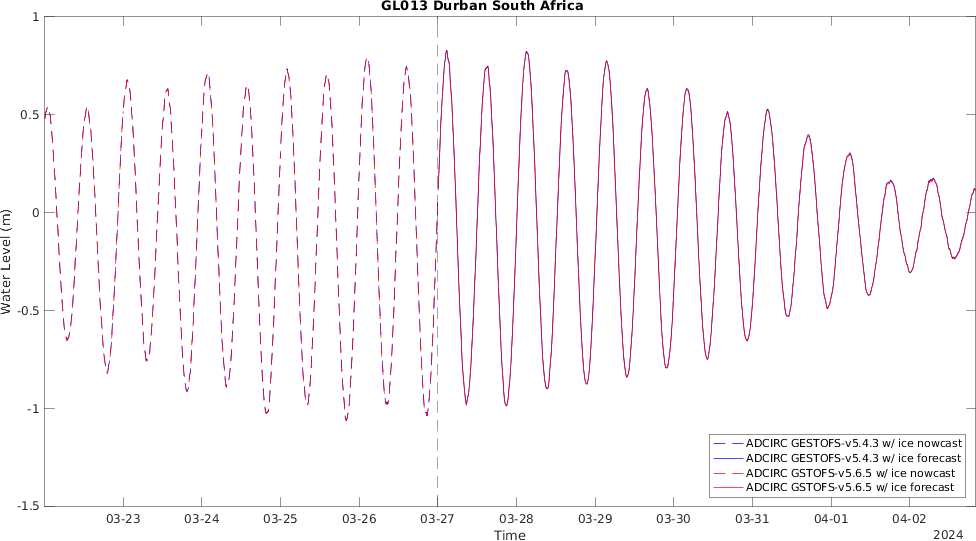 GL013 Durban South Africa
1
0.5
0
-0.5
-1
-1.5
Water Level (m)
ADCIRC GESTOFS-v5.4.3 w/ ice nowcast
ADCIRC GESTOFS-v5.4.3 w/ ice forecast
ADCIRC GSTOFS-v5.6.5 w/ ice nowcast
ADCIRC GSTOFS-v5.6.5 w/ ice forecast
03-23 03-24 03-25 03-26 03-27 03-28 03-29 03-30 03-31 04-01 04-02
Time
2024